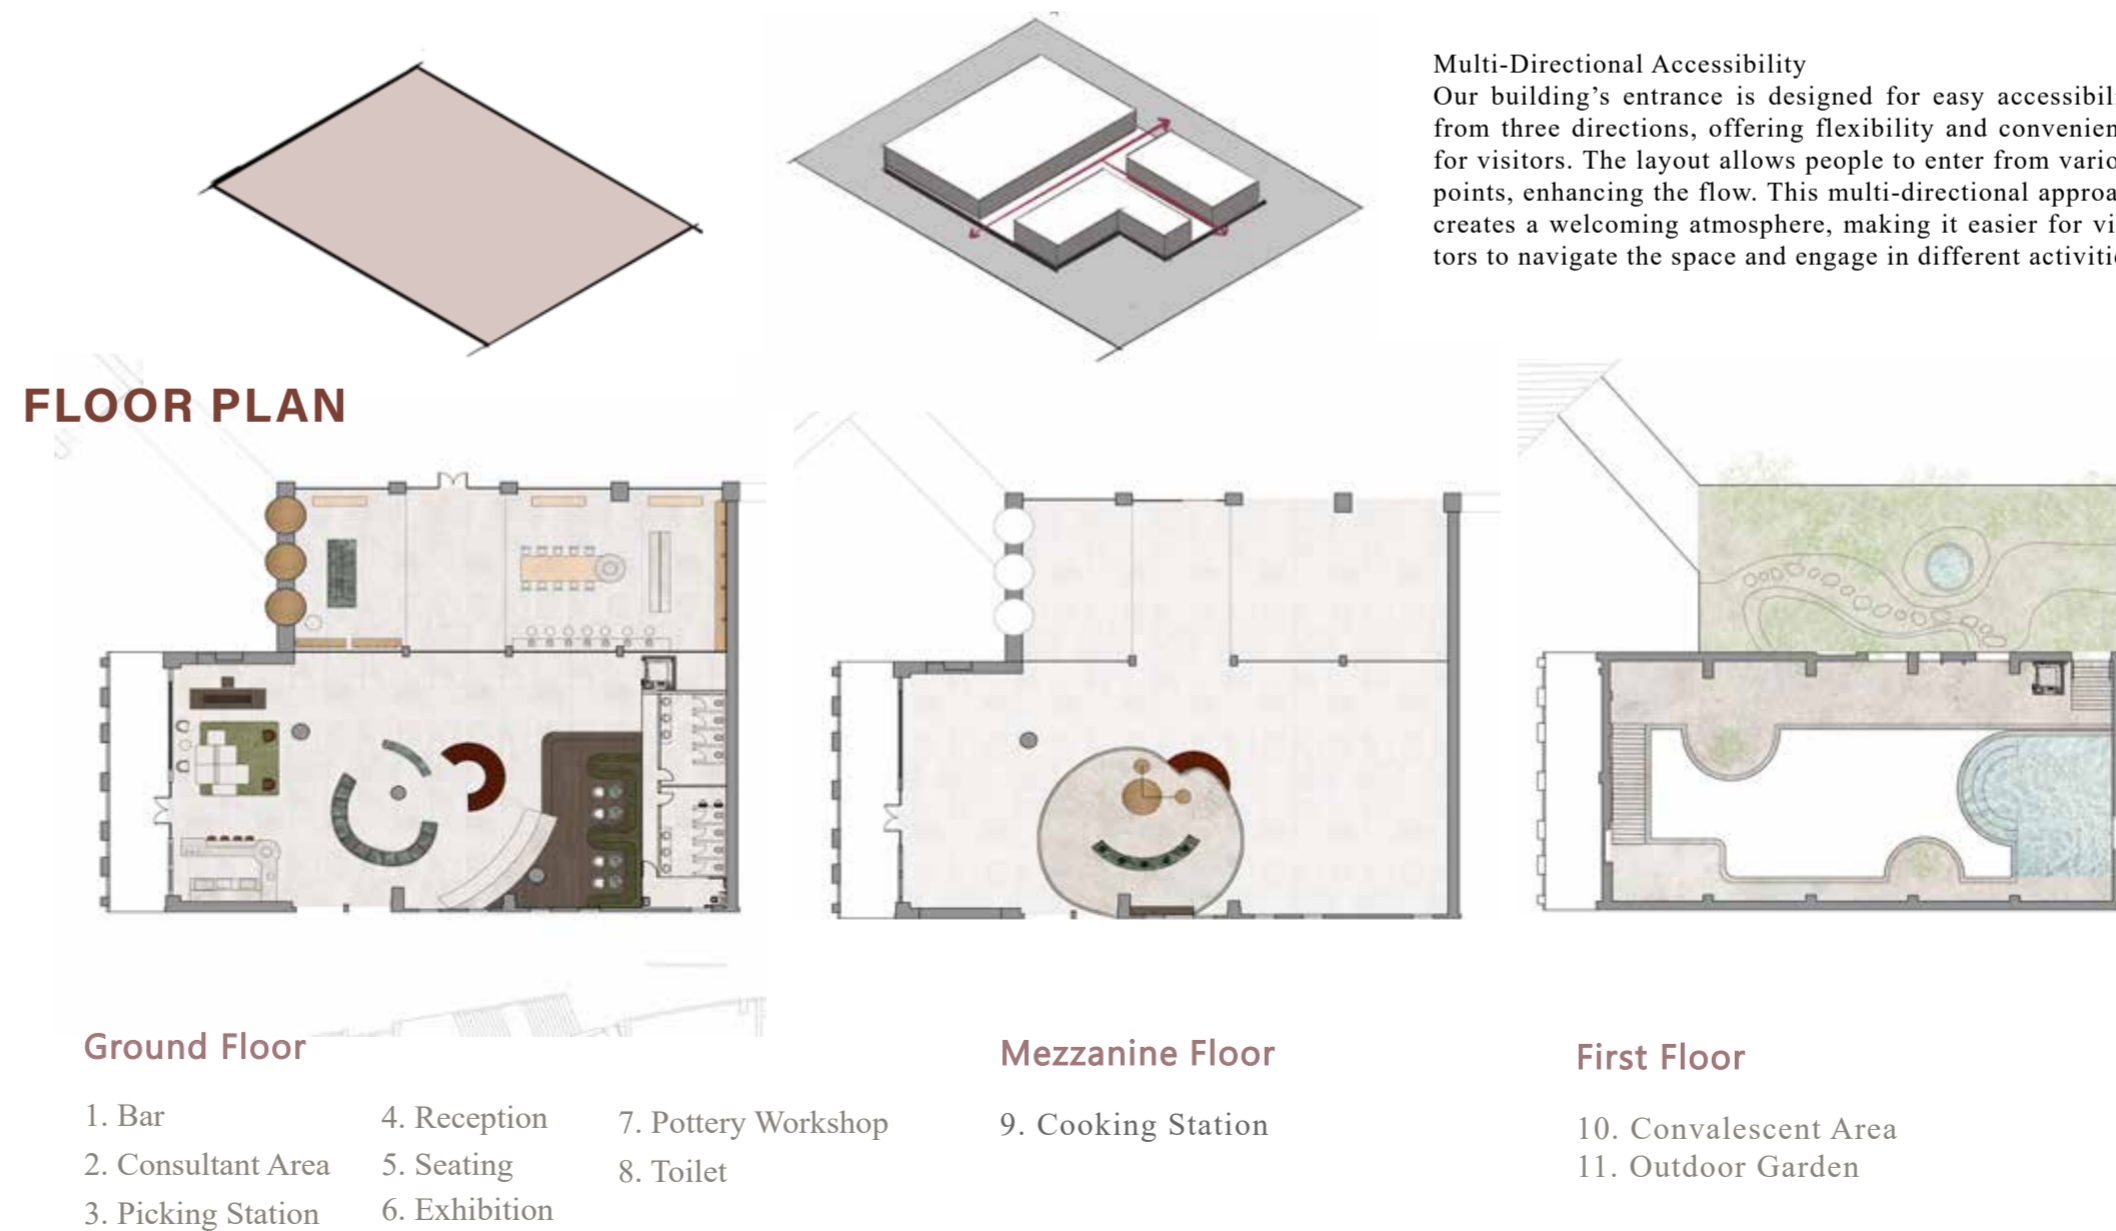 Multi-Directional Accessibility
Our building’s entrance is designed for easy accessibili
from three directions, offering flexibility and convenien
for visitors. The layout allows people to enter from vario
points, enhancing the flow. This multi-directional approa
creates a welcoming atmosphere, making it easier for vi
tors to navigate the space and engage in different activiti
FLOOR PLAN
Ground Floor
1. Bar
2. Consultant Area
3. Picking Station
4. Reception
5. Seating
6. Exhibition
7. Pottery Workshop
8. Toilet
Mezzanine Floor
9. Cooking Station
First Floor
10. Convalescent Area
11. Outdoor Garden